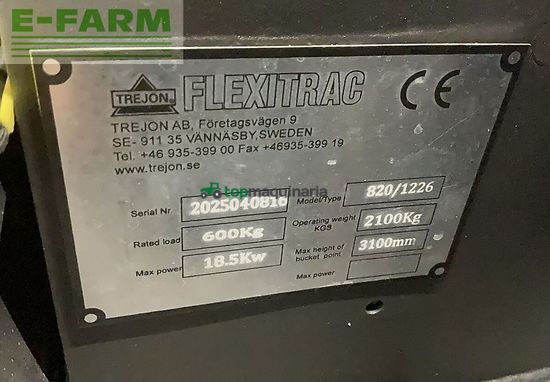 E-FARM
TREJON FLEXITRAC CE
TREJON AB, Företagsvägen 9
SE- 911 35 VÄNNÄSBY,SWEDEN
Tel. +46 935-399 00 Fax +46935-399 19
www.trejon.se
topmaquinaria
Serial Nr 2025040816 Model/Type 820/1226
Rated load 600Kg Operating weight KGS 2100Kg
Max power 18.5Kw Max height of bucket point 3100mm
Max power